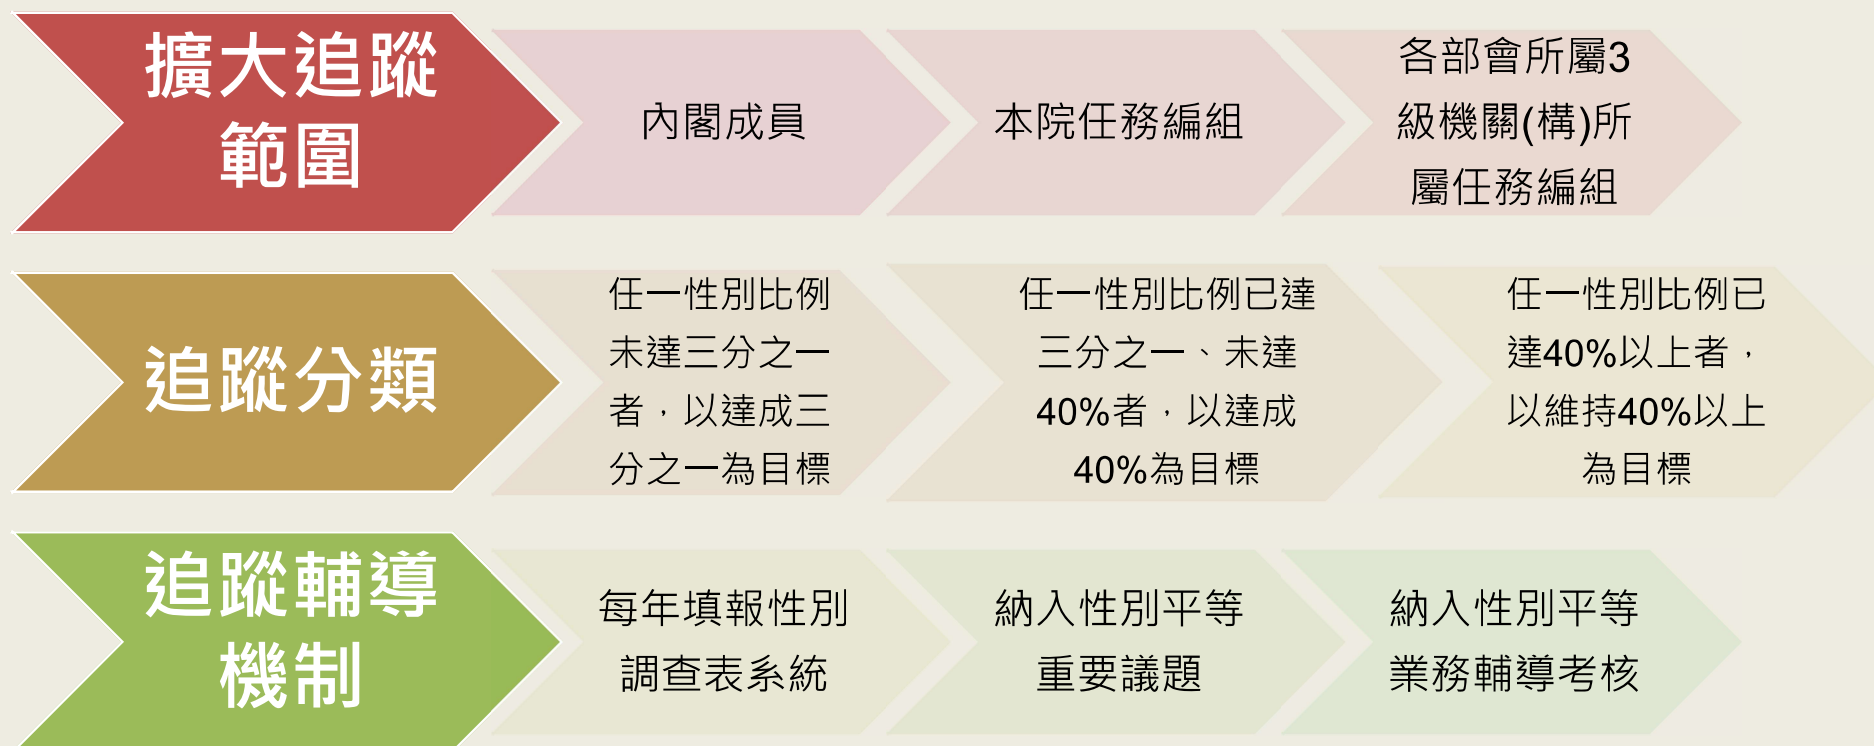 擴大追蹤
範圍
內閣成員
本院任務編組
各部會所屬3
級機關(構)所
屬任務編組
追蹤分類
任一性別比例
未達三分之一
者，以達成三
分之一為目標
任一性別比例已達
三分之一、未達
40%者，以達成
40%為目標
任一性別比例已
達40%以上者，
以維持40%以上
為目標
追蹤輔導
機制
每年填報性別
調查表系統
納入性別平等
重要議題
納入性別平等
業務輔導考核